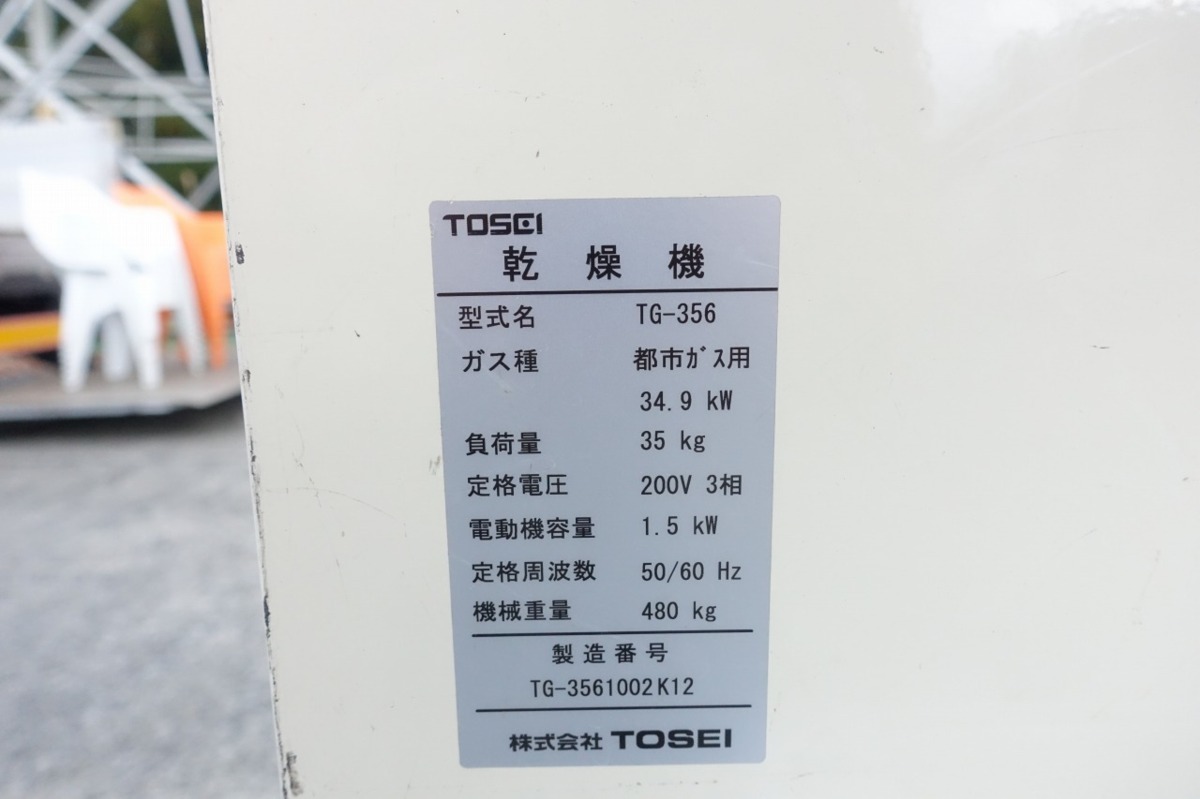 TOSEI
乾燥機
型式名 TG-356
ガス種 都市ｶﾞｽ用
34.9 kW
負荷量 35 kg
定格電圧 200V 3相
電動機容量 1.5 kW
定格周波数 50/60 Hz
機械重量 480 kg
製造番号
TG-3561002K12
株式会社 TOSEI